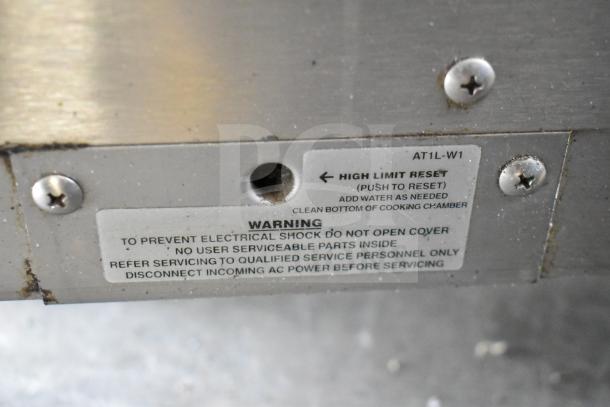 AT1L-W1
← HIGH LIMIT RESET
(PUSH TO RESET)
ADD WATER AS NEEDED
CLEAN BOTTOM OF COOKING CHAMBER
WARNING
TO PREVENT ELECTRICAL SHOCK DO NOT OPEN COVER
NO USER SERVICEABLE PARTS INSIDE
REFER SERVICING TO QUALIFIED SERVICE PERSONNEL ONLY
DISCONNECT INCOMING AC POWER BEFORE SERVICING